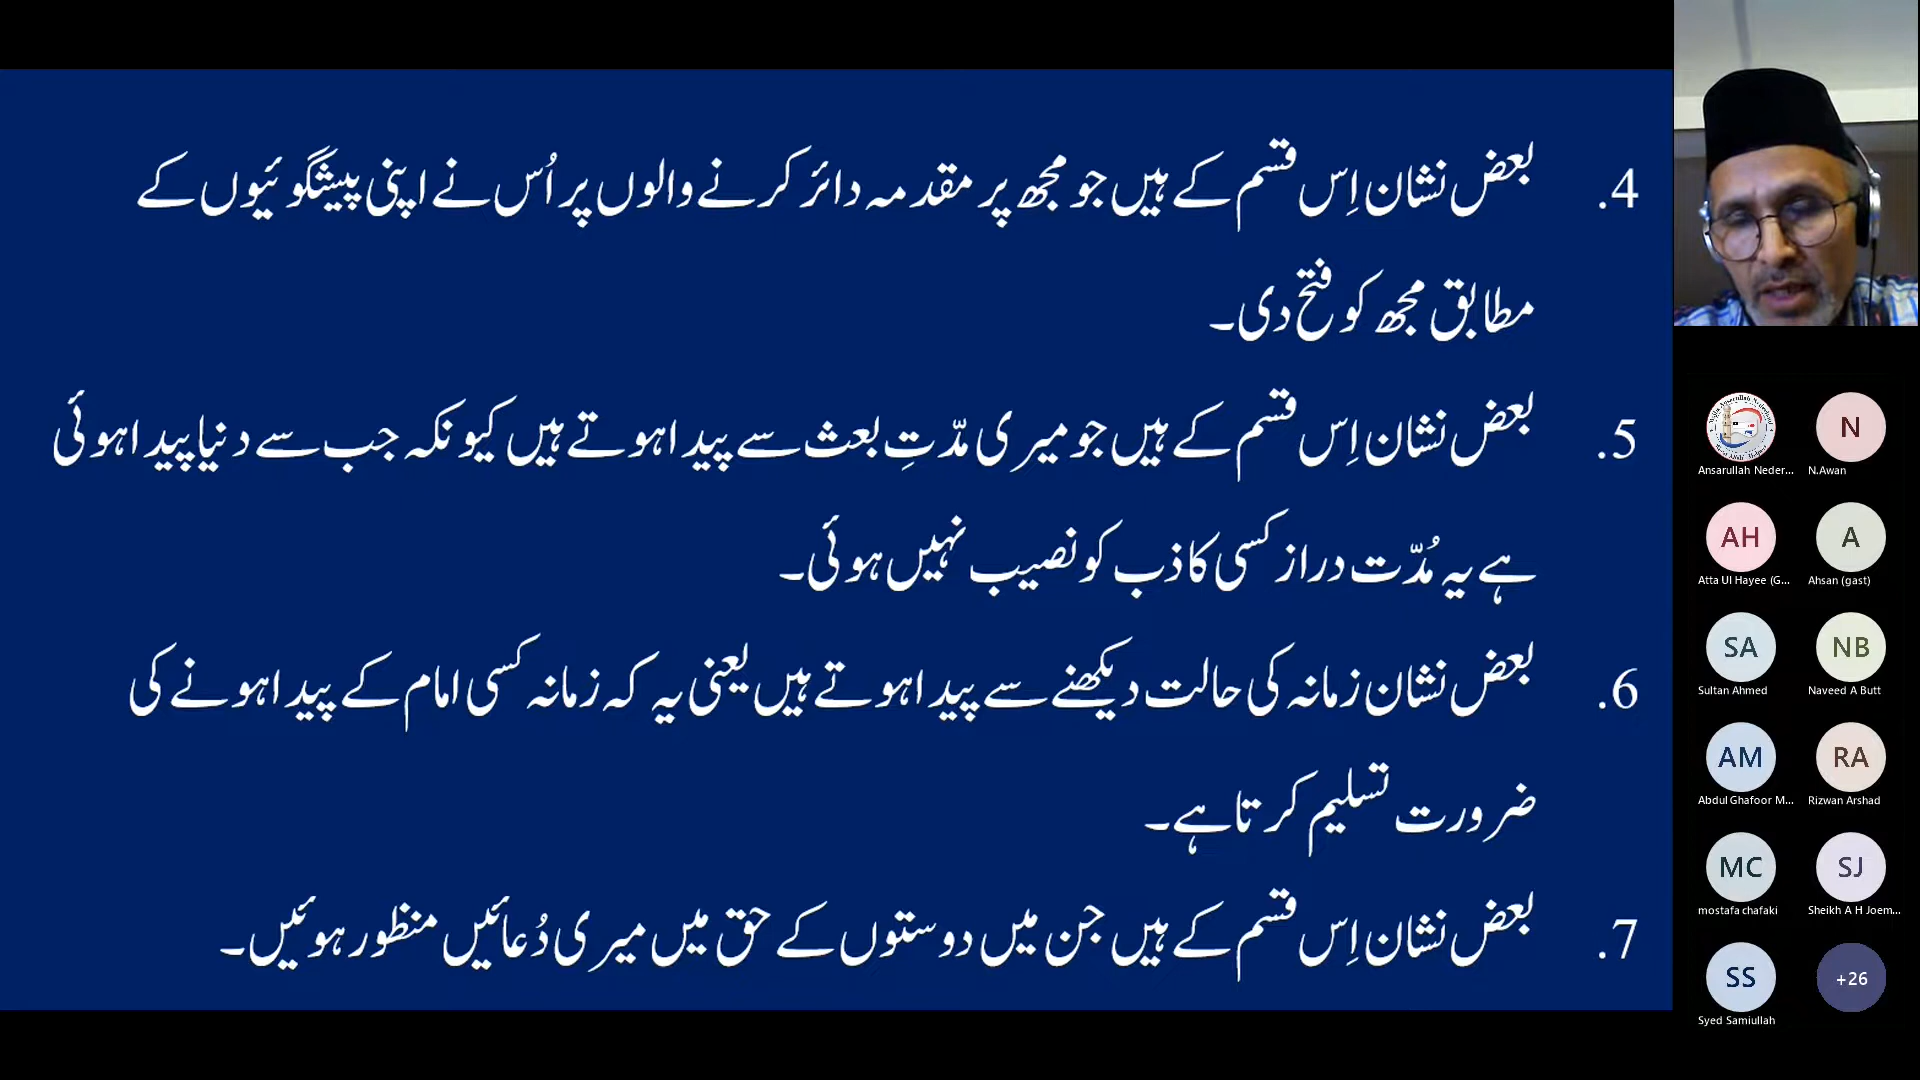 4. بعض نشان اِس قسم کے ہیں جو مجھ پر مقدمہ دائر کرنے والوں پر اُس نے اپنی پیشگوئیوں کے
مطابق مجھ کو فتح دی۔
5. بعض نشان اِس قسم کے ہیں جو میری مدّتِ بعث سے پیدا ہوتے ہیں کیونکہ جب سے دنیا پیدا ہوئی
ہے یہ مُدّت دراز کسی کاذب کو نصیب نہیں ہوئی۔
6. بعض نشان زمانہ کی حالت دیکھنے سے پیدا ہوتے ہیں یعنی یہ کہ زمانہ کسی امام کے پیدا ہونے کی
ضرورت تسلیم کرتا ہے۔
7. بعض نشان اِس قسم کے ہیں جن میں دوستوں کے حق میں میری دُعائیں منظور ہوئیں۔
N
Ansarullah Neder...
N.Awan
AH
A
Atta Ul Hayee (G...
Ahsan (gast)
SA
NB
Sultan Ahmed
Naveed A Butt
AM
RA
Abdul Ghafoor M...
Rizwan Arshad
MC
SJ
mostafa chafaki
Sheikh A H Joem...
SS
+26
Syed Samiullah